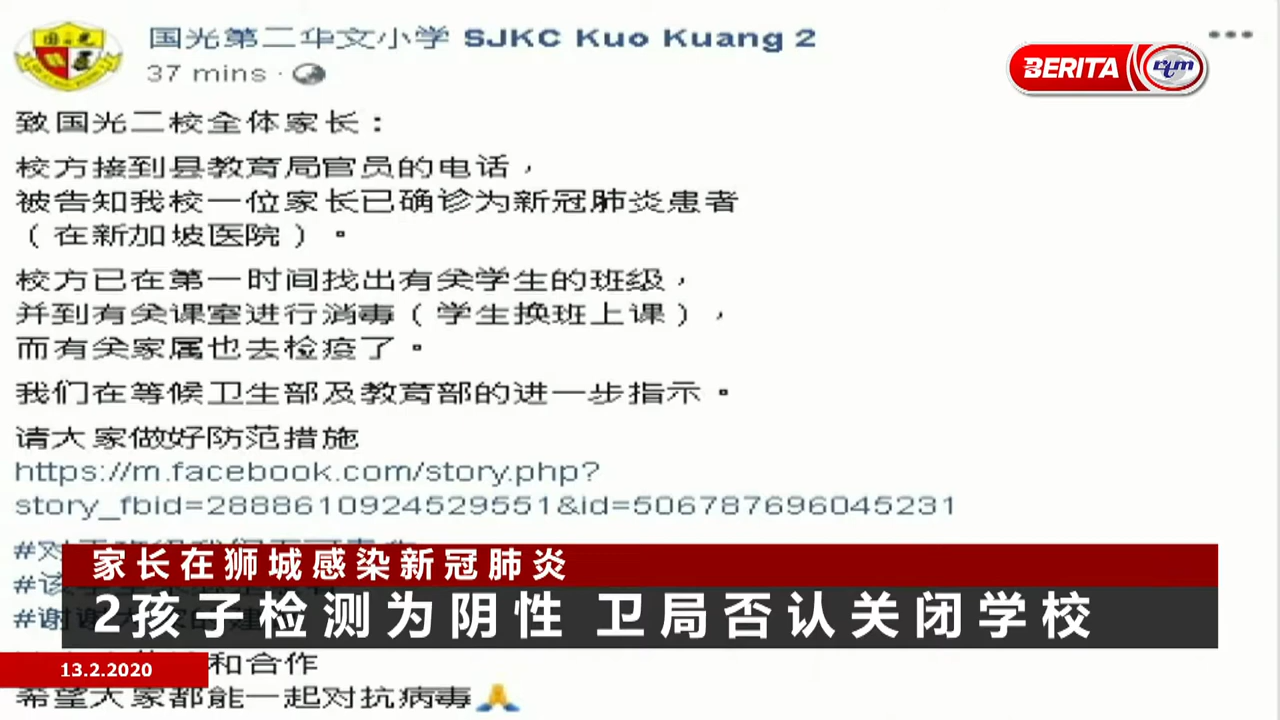 国光第二华文小学 SJKC Kuo Kuang 2
37 mins ·
BERITA rtm
致国光二校全体家长：
校方接到县教育局官员的电话，
被告知我校一位家长已确诊为新冠肺炎患者
（在新加坡医院）。
校方已在第一时间找出有关学生的班级，
并到有关课室进行消毒（学生换班上课），
而有关家属也去检疫了。
我们在等候卫生部及教育部的进一步指示。
请大家做好防范措施
https://m.facebook.com/story.php?
story_fbid=2888610924529551&id=506787696045231
#对
家长在狮城感染新冠肺炎
#该
2孩子检测为阴性 卫局否认关闭学校
#谢谢
和合作
13.2.2020
希望大家都能一起对抗病毒🙏